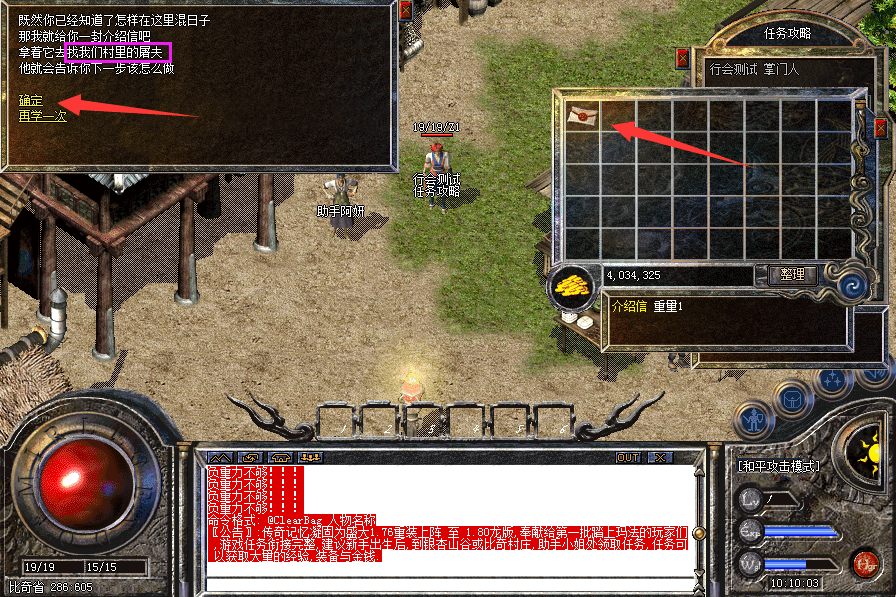 既然你已经知道了怎样在这里混日子
那我就给你一封介绍信吧
拿着它去找我们村里的屠夫
他就会告诉你下一步该怎么做
确定
再学一次
任务攻略
行会测试 掌门人
19/19/Z1
行会测试
任务攻略
助手阿妍
4,034,325
整理
介绍信 重量1
1 2 3 4 5 6
OUT
负重力不够！！！
负重力不够！！！
负重力不够！！！
负重力不够！！！
命令格式: @ClearBag 人物名称
〖公告〗:传奇记忆凝固为盛大1.76重装上阵 至 1.80龙版,奉献给第一批踏上玛法的玩家们
游戏任务衔接完整,建议新手出生后,到银杏山谷或比奇村庄,助手小姐处领取任务,任务可
以获取大量的经验,装备与金钱.
[和平攻击模式]
Lv 7
Exp
W
19/19
15/15
比奇省 286:605
10:10:03